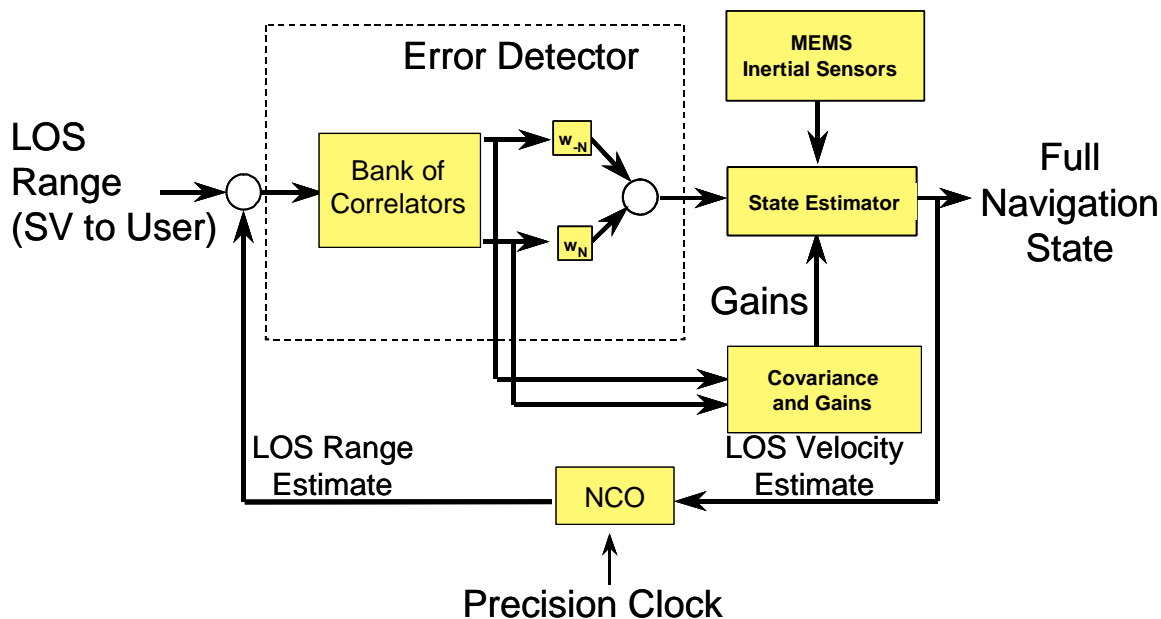 Error Detector
MEMS
Inertial Sensors
LOS
Range
(SV to User)
Bank of
Correlators
w-N
wN
State Estimator
Full
Navigation
State
Gains
Covariance
and Gains
LOS Range
Estimate
LOS Velocity
Estimate
NCO
Precision Clock